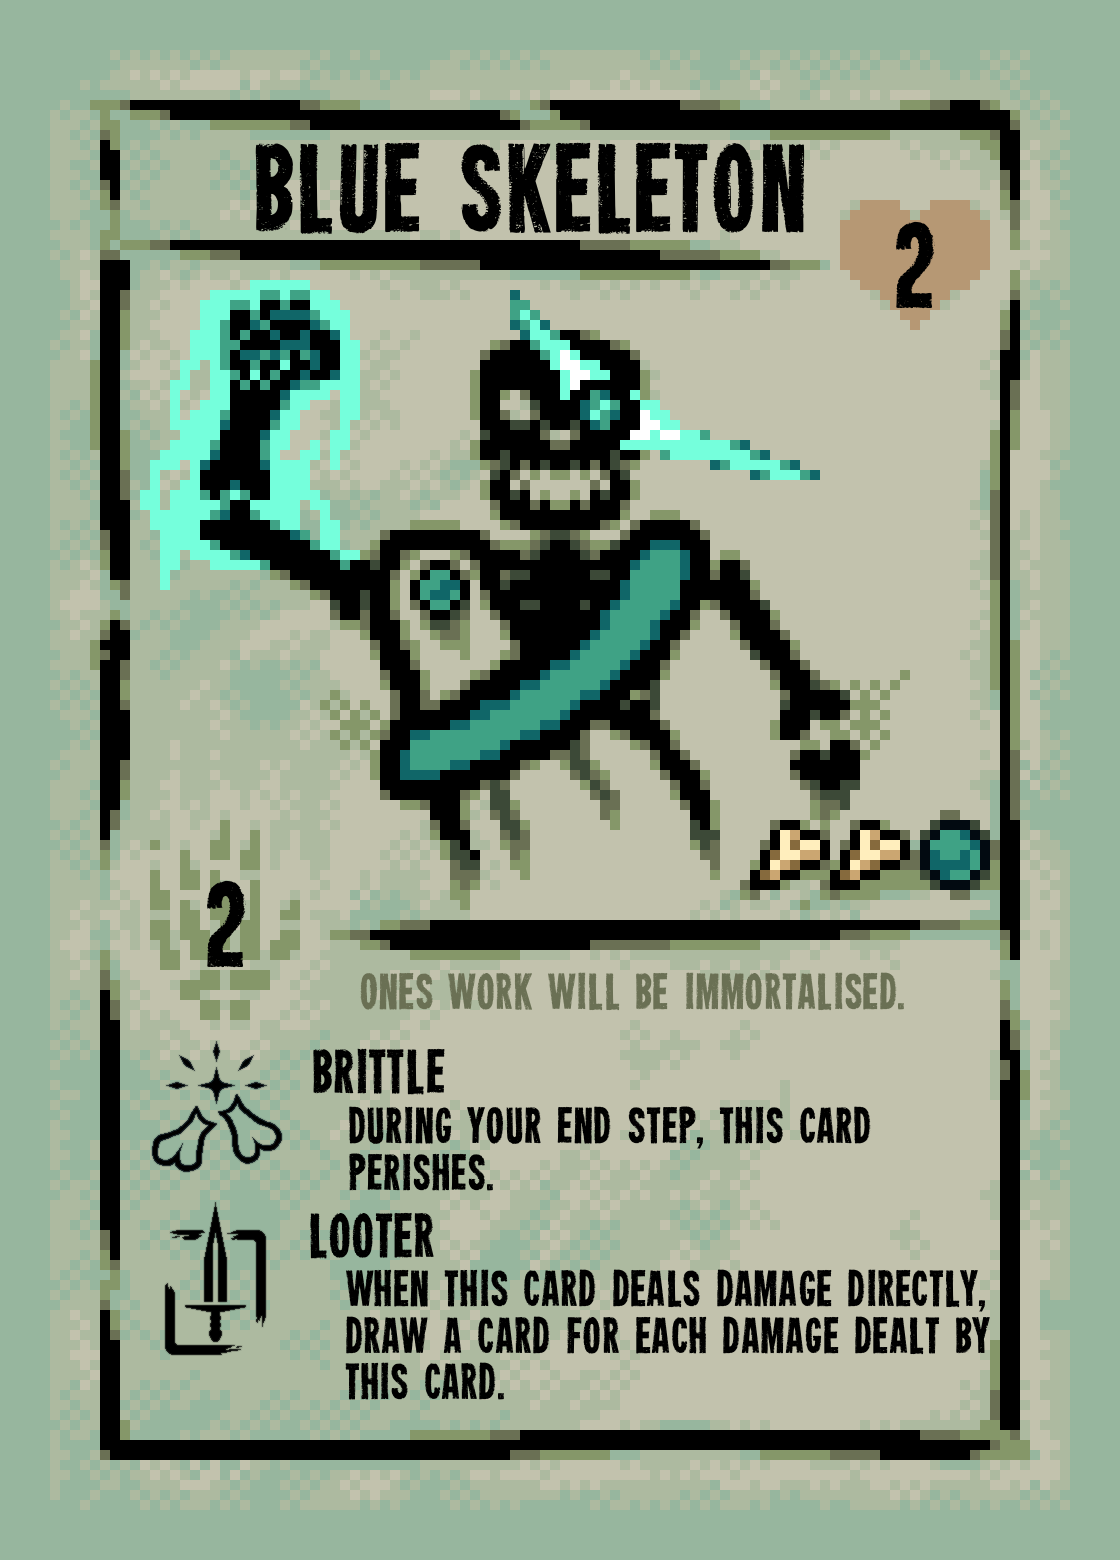 BLUE SKELETON
2
2
ONES WORK WILL BE IMMORTALISED.
BRITTLE
DURING YOUR END STEP, THIS CARD
PERISHES.
LOOTER
WHEN THIS CARD DEALS DAMAGE DIRECTLY,
DRAW A CARD FOR EACH DAMAGE DEALT BY
THIS CARD.